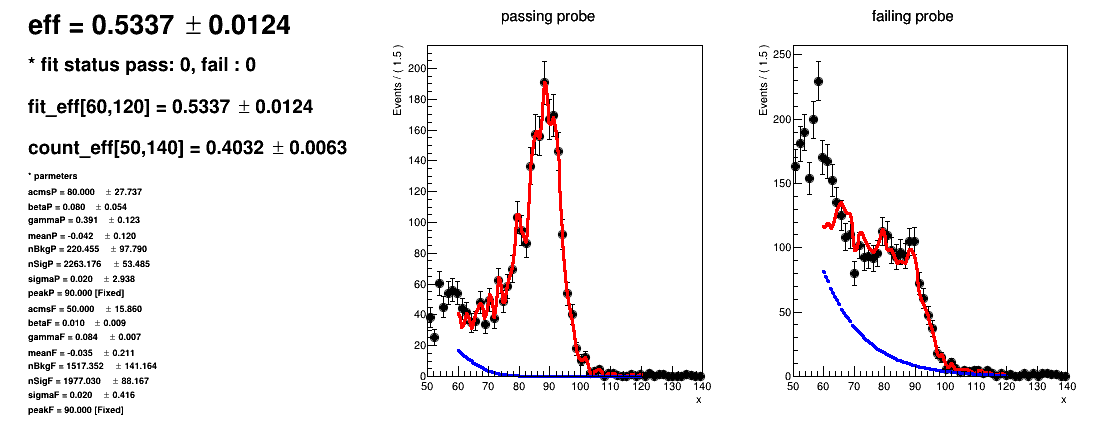 eff = 0.5337 ± 0.0124
* fit status pass: 0, fail : 0
fit_eff[60,120] = 0.5337 ± 0.0124
count_eff[50,140] = 0.4032 ± 0.0063
* parmeters
acmsP = 80.000 ± 27.737
betaP = 0.080 ± 0.054
gammaP = 0.391 ± 0.123
meanP = -0.042 ± 0.120
nBkgP = 220.455 ± 97.790
nSigP = 2263.176 ± 53.485
sigmaP = 0.020 ± 2.938
peakP = 90.000 [Fixed]
acmsF = 50.000 ± 15.860
betaF = 0.010 ± 0.009
gammaF = 0.084 ± 0.007
meanF = -0.035 ± 0.211
nBkgF = 1517.352 ± 141.164
nSigF = 1977.030 ± 88.167
sigmaF = 0.020 ± 0.416
peakF = 90.000 [Fixed]
passing probe
Events / ( 1.5 )
200
180
160
140
120
100
80
60
40
20
0
50 60 70 80 90 100 110 120 130 140
x
failing probe
Events / ( 1.5 )
250
200
150
100
50
0
50 60 70 80 90 100 110 120 130 140
x